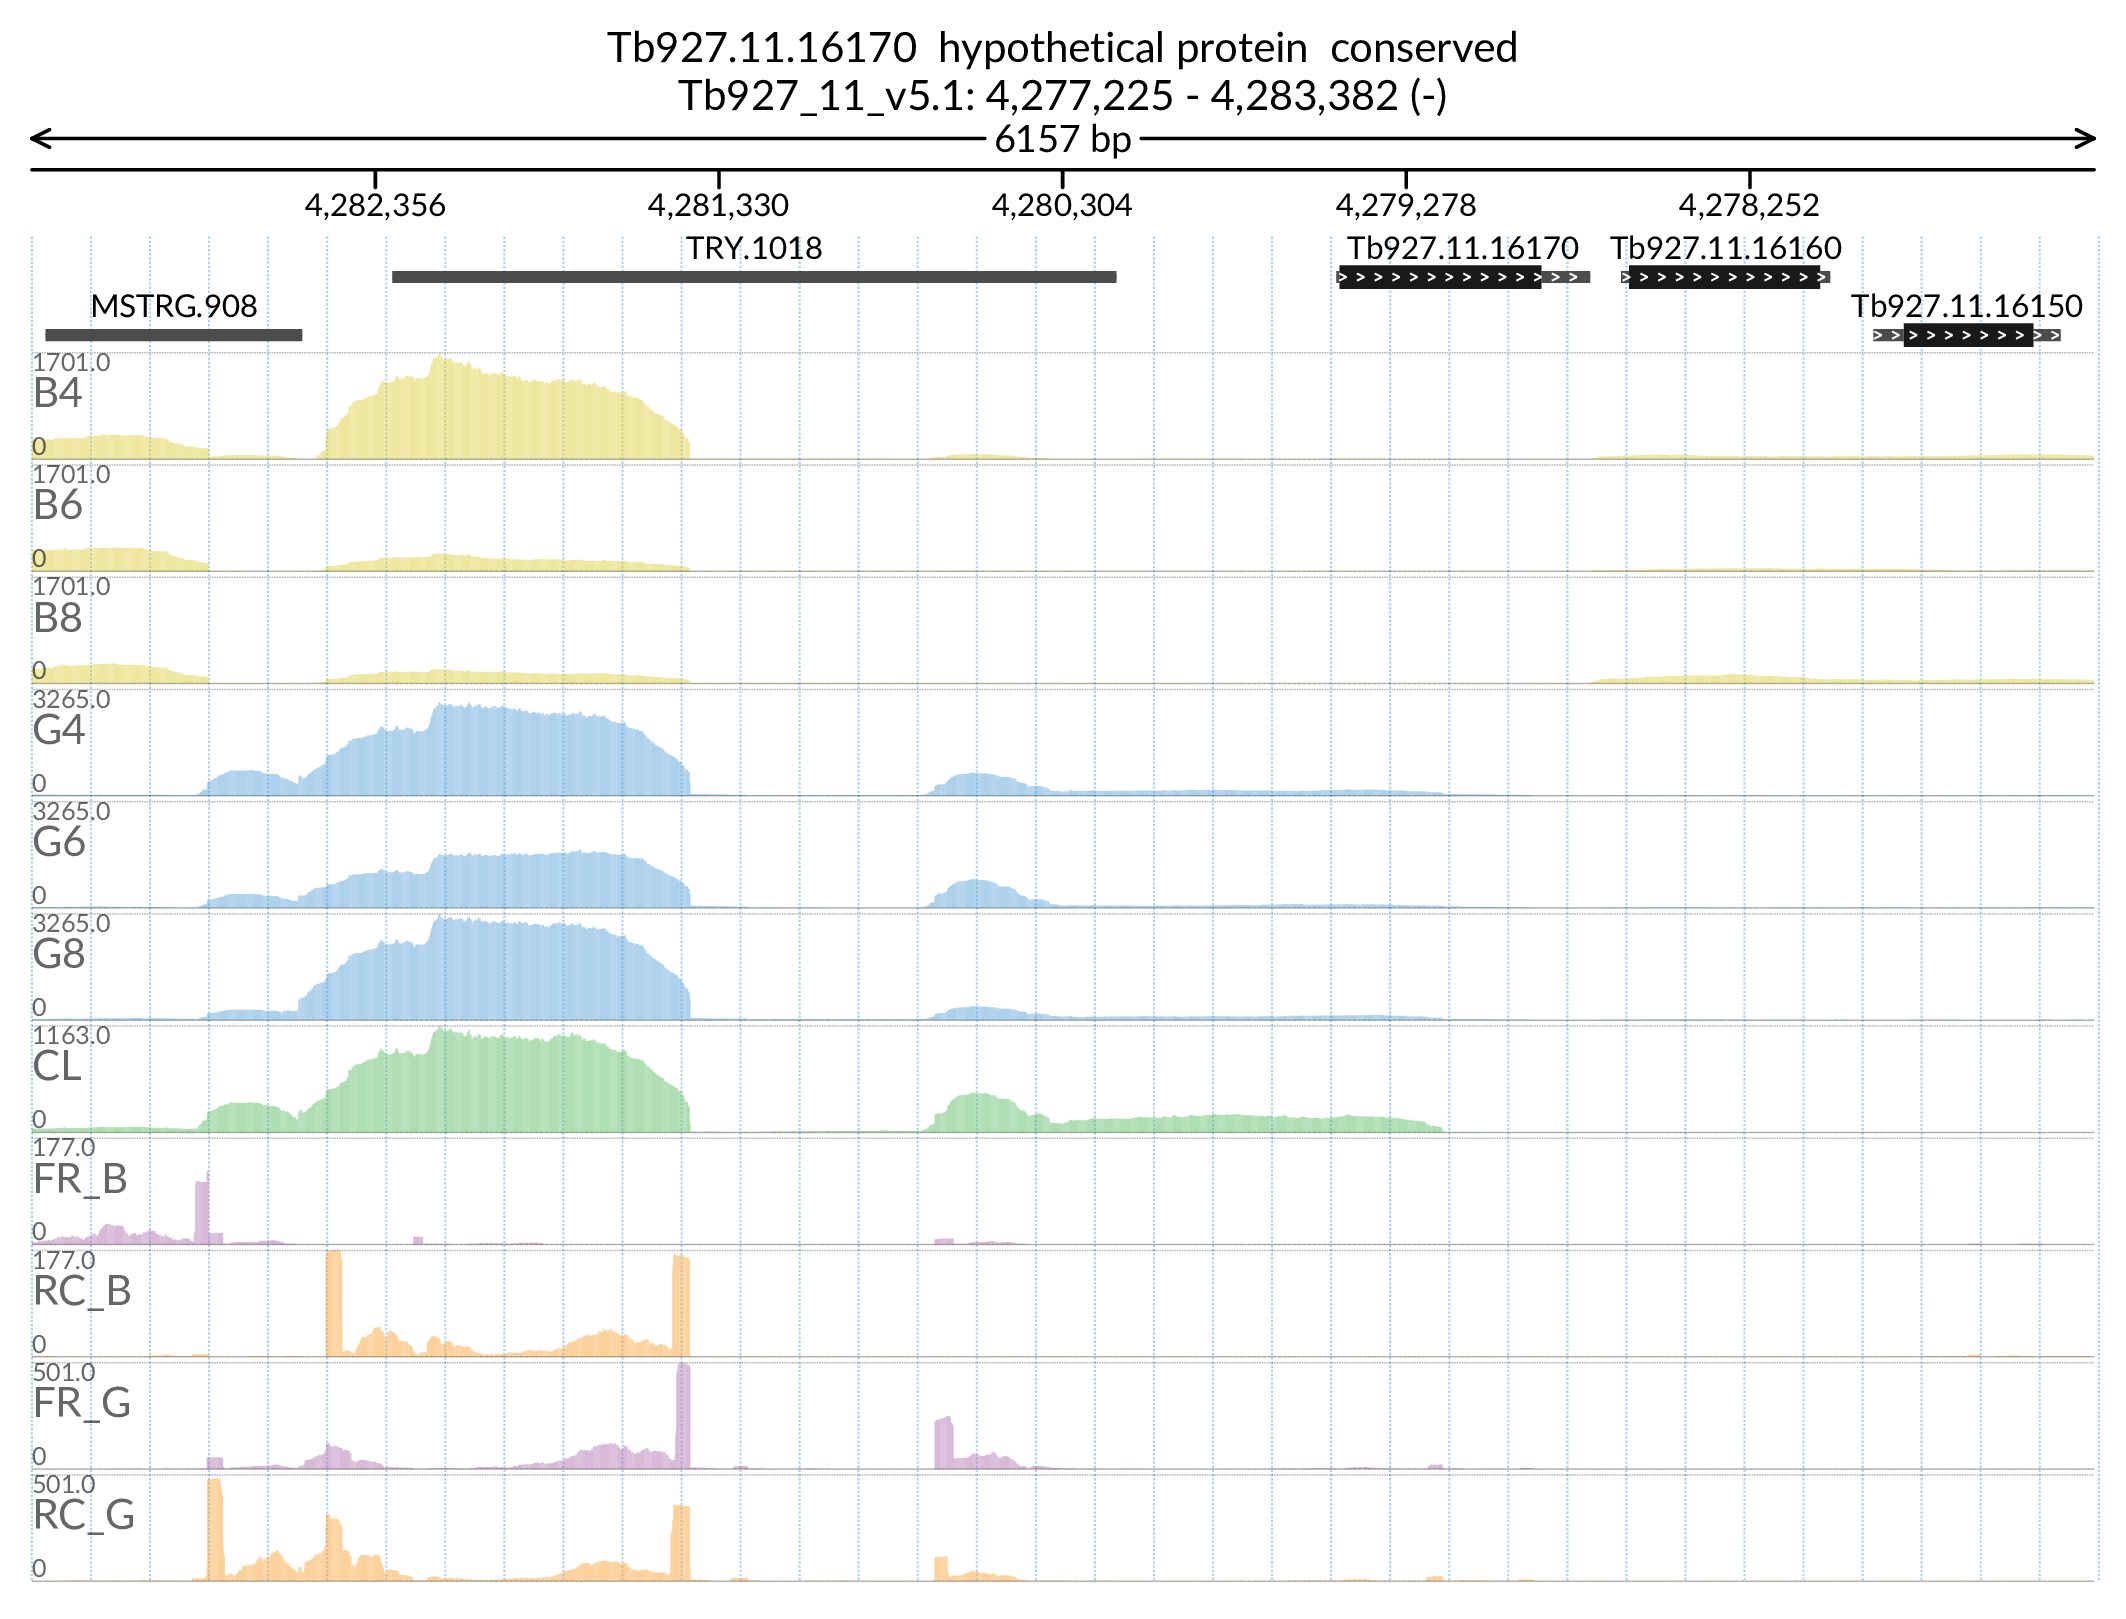 Tb927.11.16170  hypothetical protein  conserved
Tb927_11_v5.1: 4,277,225 - 4,283,382 (-)
6157 bp
4,282,356 4,281,330 4,280,304 4,279,278 4,278,252
TRY.1018 Tb927.11.16170 Tb927.11.16160
MSTRG.908 Tb927.11.16150
1701.0
B4
0
1701.0
B6
0
1701.0
B8
0
3265.0
G4
0
3265.0
G6
0
3265.0
G8
0
1163.0
CL
0
177.0
FR_B
0
177.0
RC_B
0
501.0
FR_G
0
501.0
RC_G
0